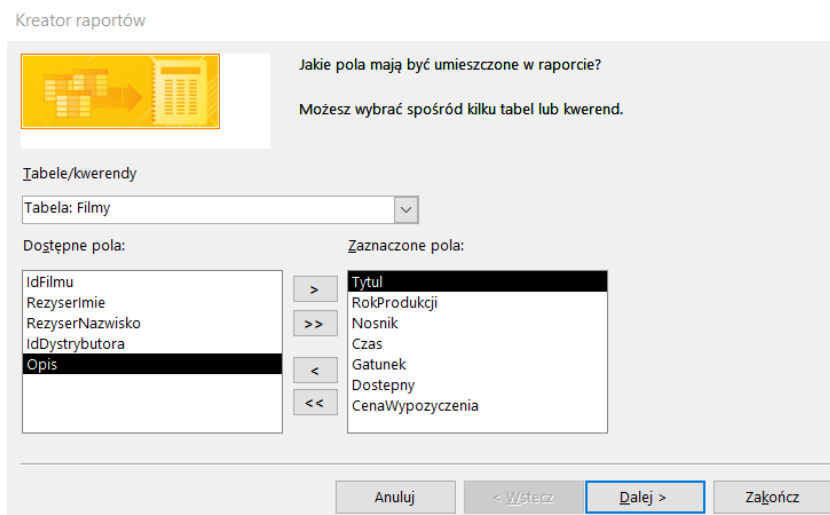 Kreator raportów
Jakie pola mają być umieszczone w raporcie?
Możesz wybrać spośród kilku tabel lub kwerend.
Tabele/kwerendy
Tabela: Filmy
Dostępne pola:
Zaznaczone pola:
IdFilmu
RezyserImie
RezyserNazwisko
IdDystrybutora
Opis
>
>>
<
<<
Tytul
RokProdukcji
Nosnik
Czas
Gatunek
Dostepny
CenaWypozyczenia
Anuluj
< Wstecz
Dalej >
Zakończ